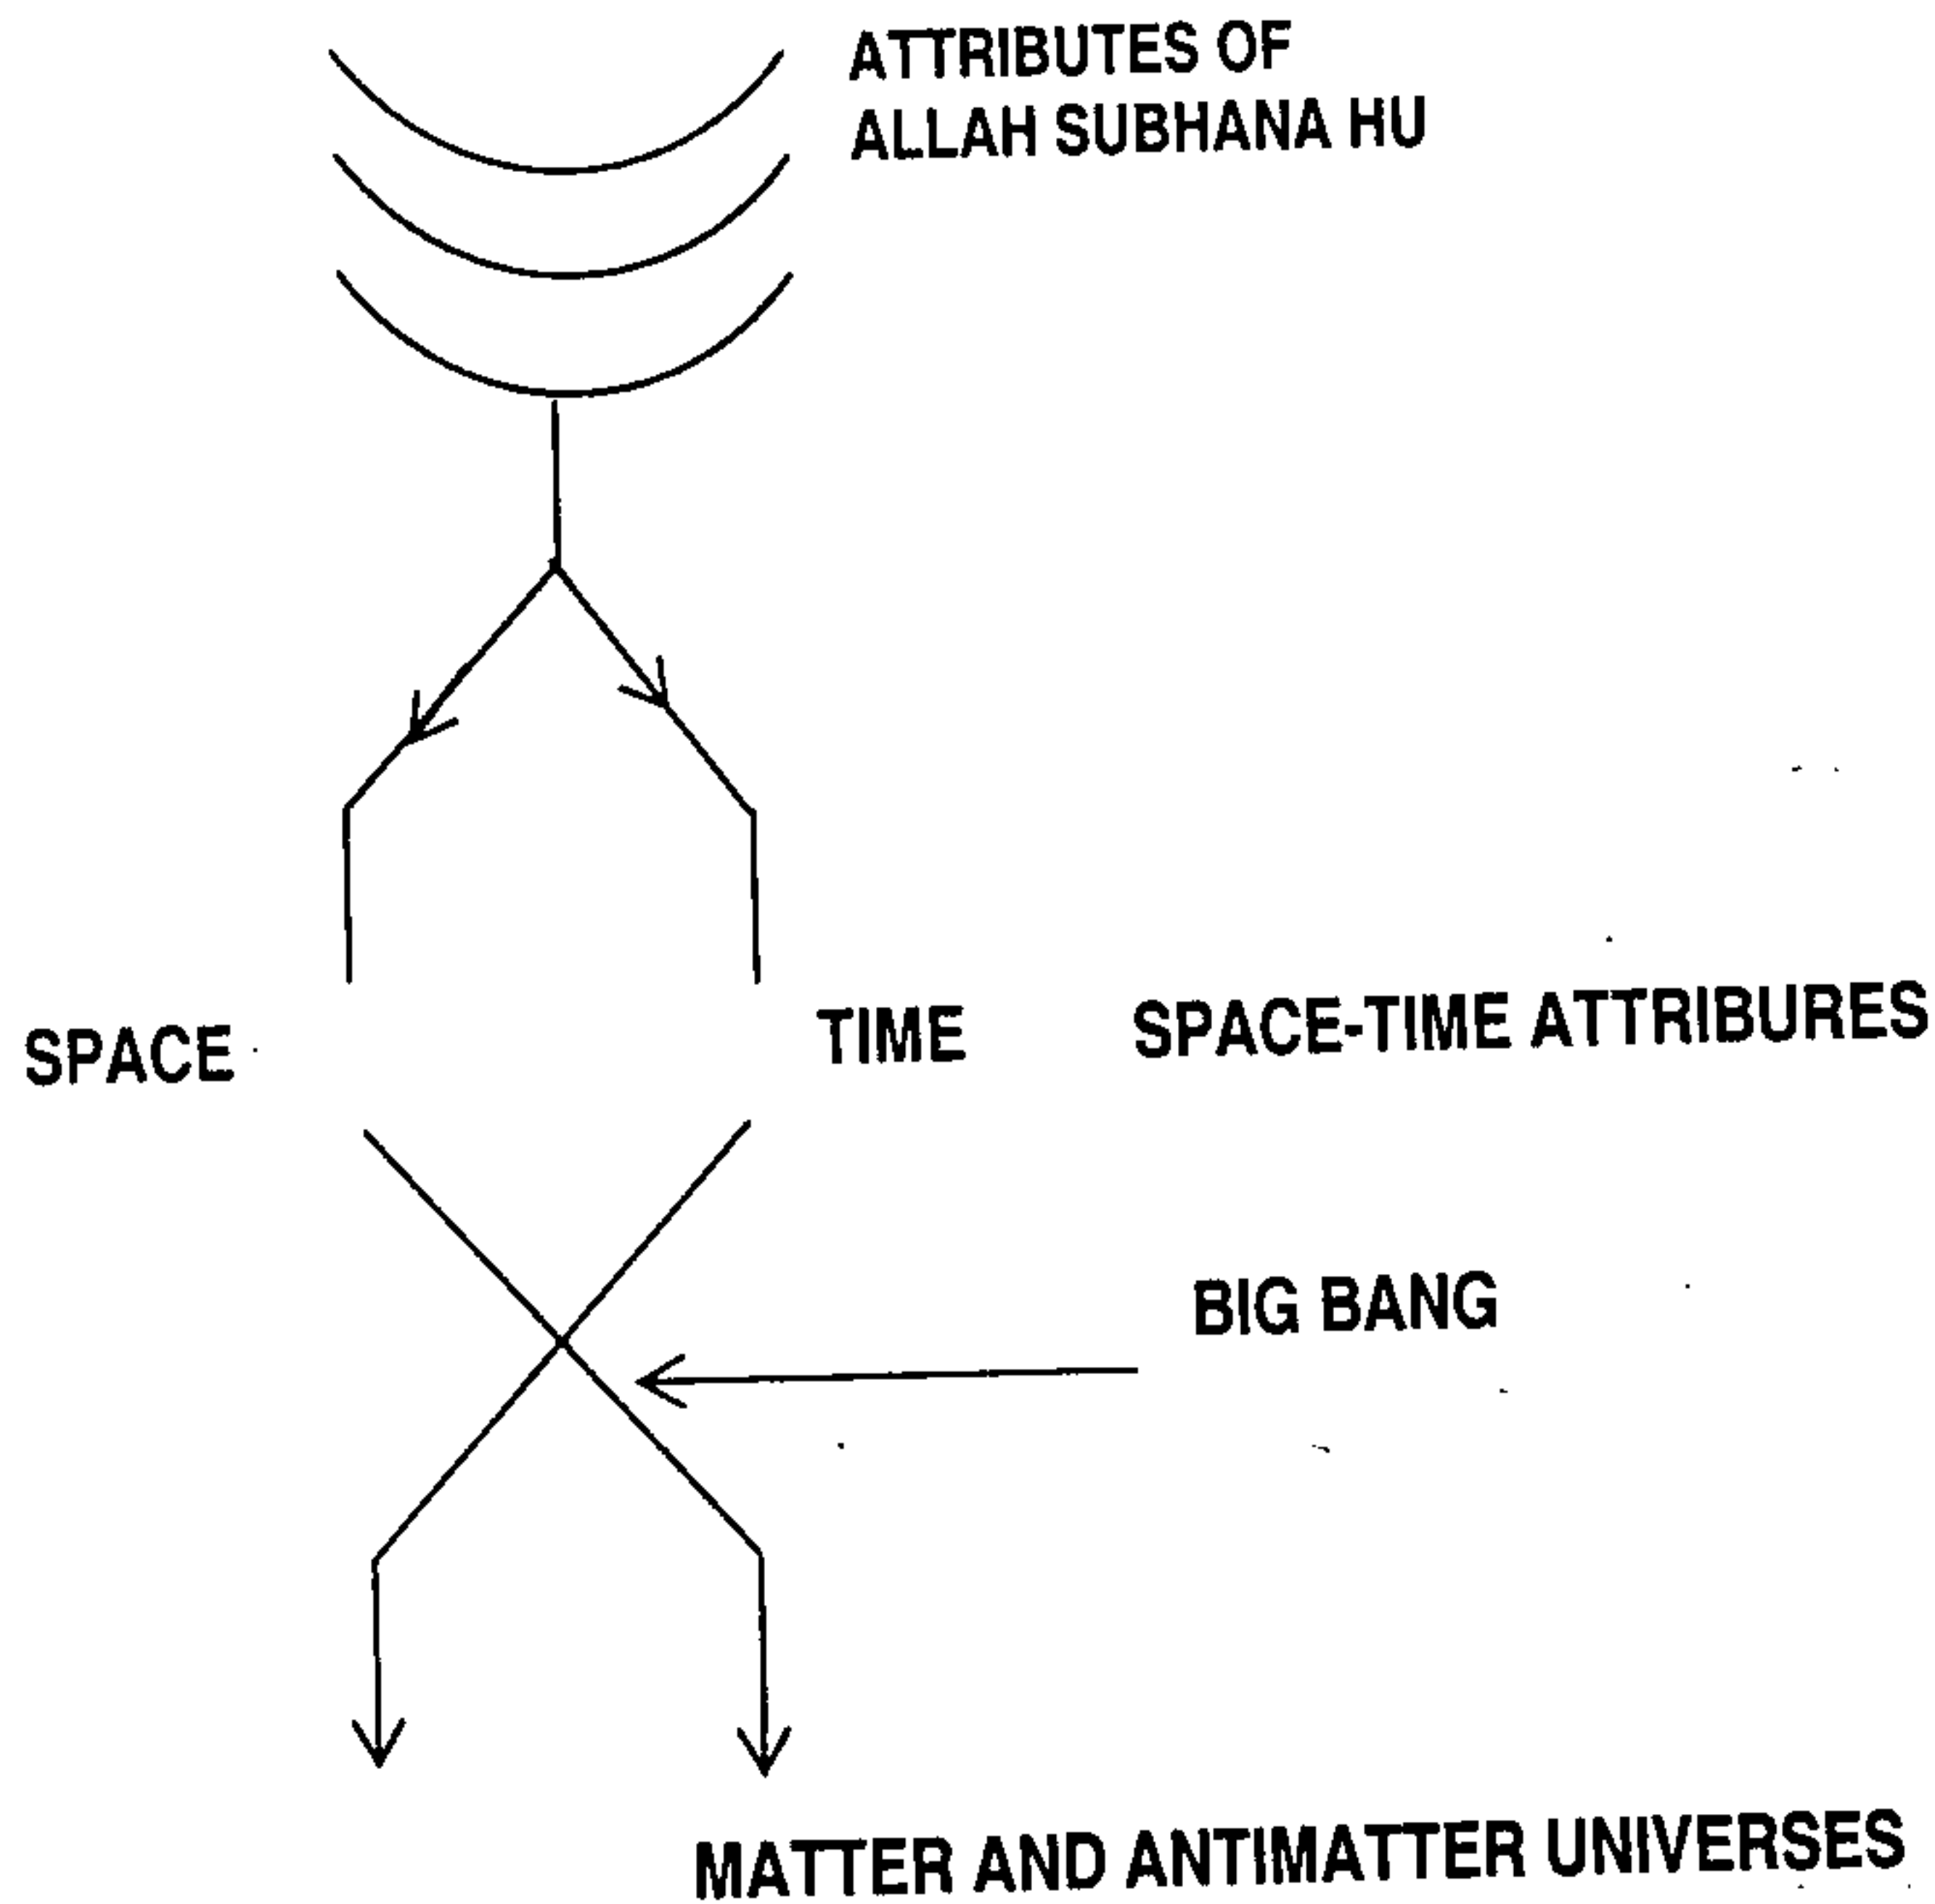 ATTRIBUTES OF
ALLAH SUBHANA HU
SPACE
TIME
SPACE-TIME ATTRIBURES
BIG BANG
MATTER AND ANTIMATTER UNIVERSES